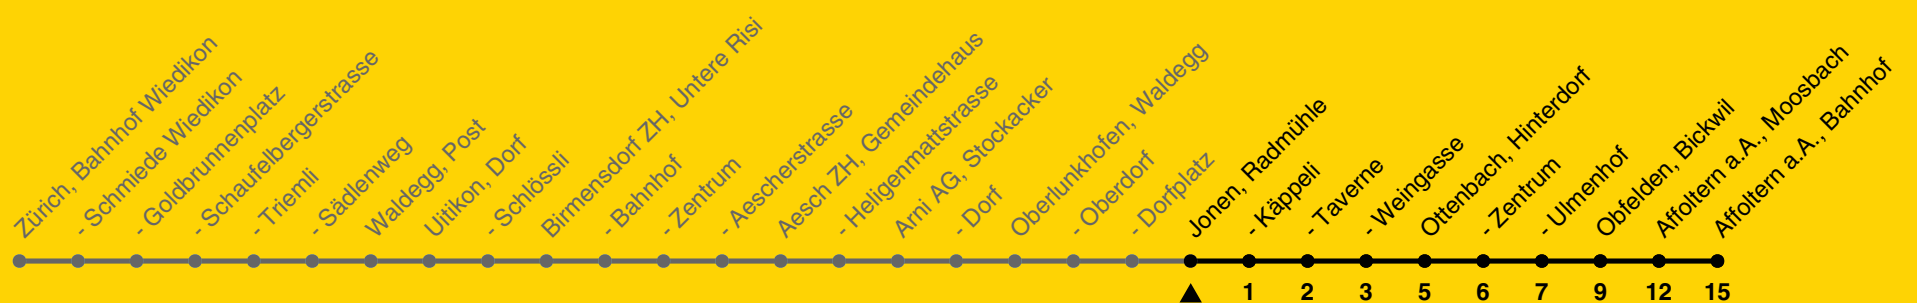 Zürich, Bahnhof Wiedikon
- Schmiede Wiedikon
- Goldbrunnenplatz
- Schaufelbergerstrasse
- Triemli
- Sädlenweg
Waldegg, Post
Uitikon, Dorf
- Schlössli
Birmensdorf ZH, Untere Risi
- Bahnhof
- Zentrum
- Aescherstrasse
Aesch ZH, Gemeindehaus
- Heligenmattstrasse
Arni AG, Stockacker
- Dorf
Oberlunkhofen, Waldegg
- Oberdorf
- Dorfplatz
Jonen, Radmühle
- Käppeli
- Taverne
- Weingasse
Ottenbach, Hinterdorf
- Zentrum
- Ulmenhof
Obfelden, Bickwil
Affoltern a.A., Moosbach
Affoltern a.A., Bahnhof
1 2 3 5 6 7 9 12 15